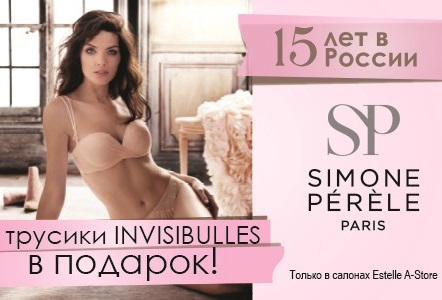 15 лет в
России
SP
SIMONE
PÉRÈLE
PARIS
трусики INVISIBULLES
в подарок!
Только в салонах Estelle A-Store